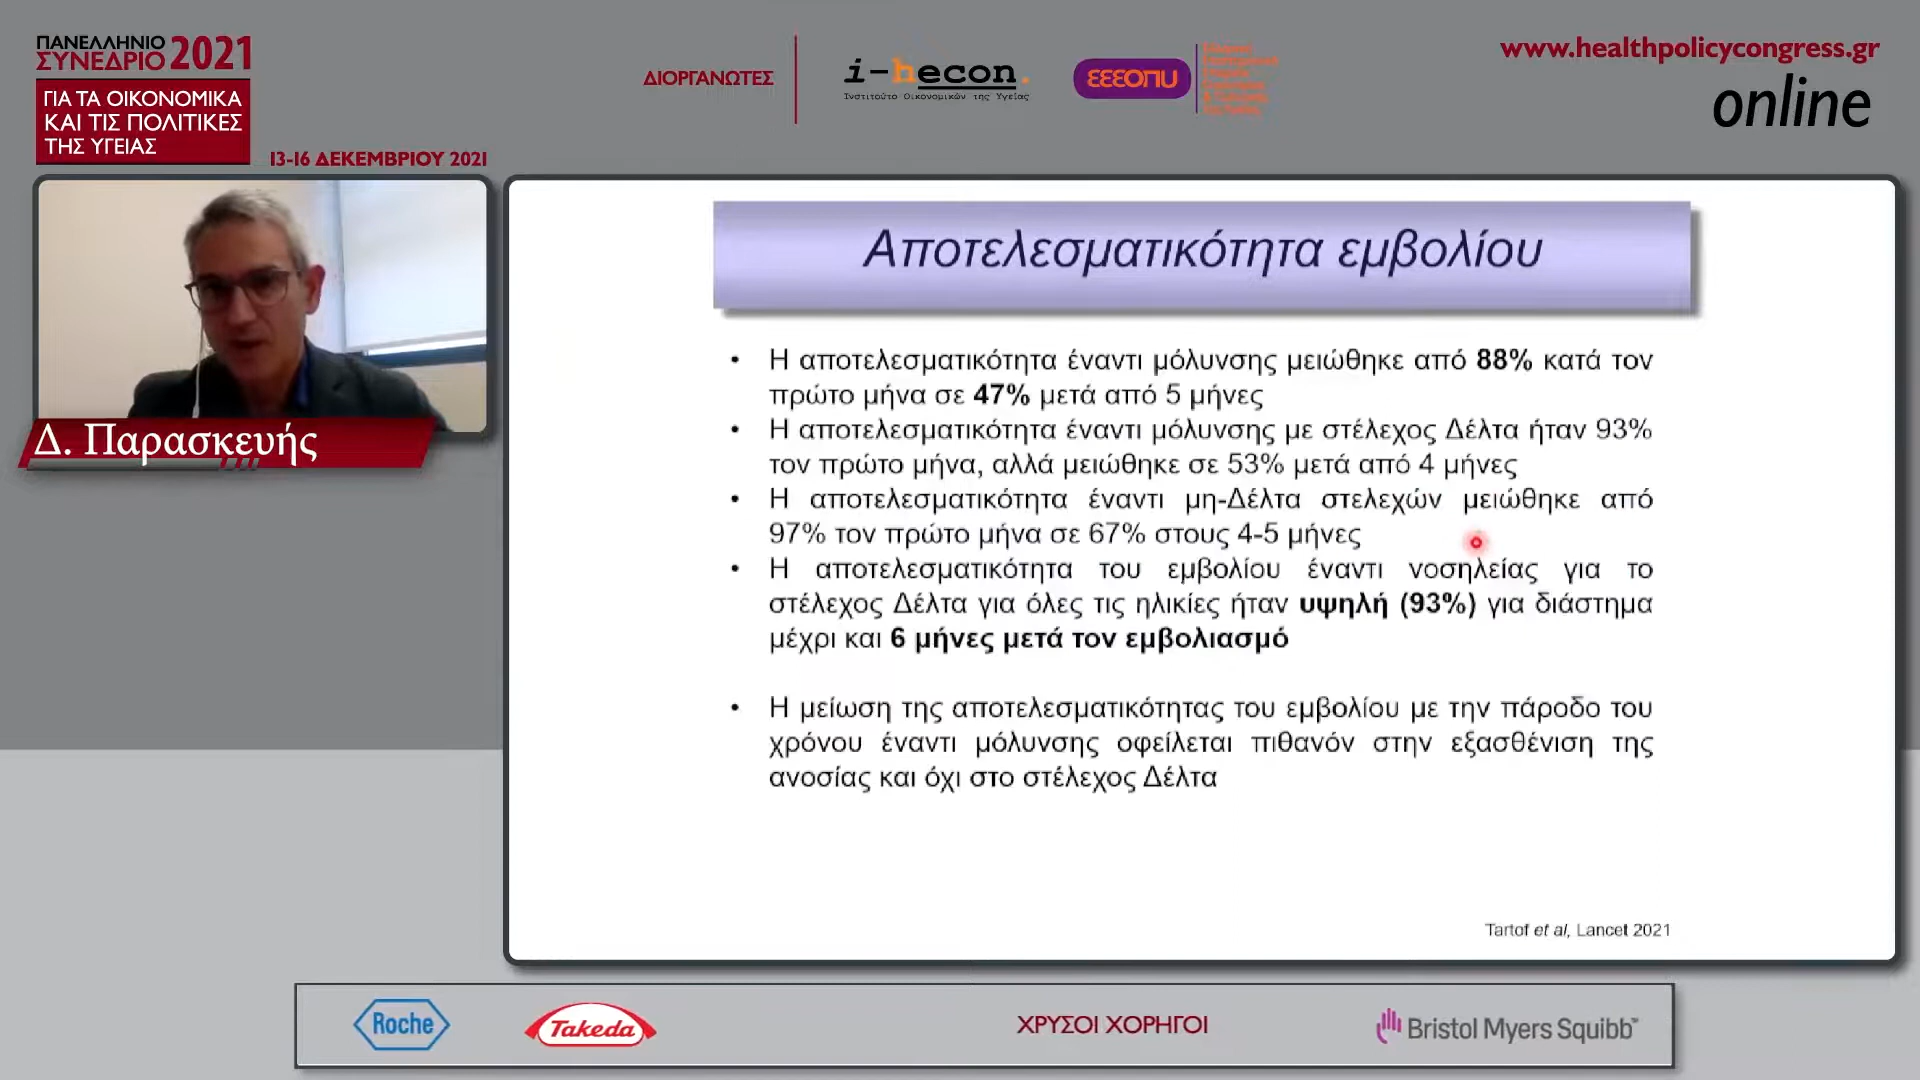 ΠΑΝΕΛΛΗΝΙΟ
ΣΥΝΕΔΡΙΟ 2021
ΓΙΑ ΤΑ ΟΙΚΟΝΟΜΙΚΑ
ΚΑΙ ΤΙΣ ΠΟΛΙΤΙΚΕΣ
ΤΗΣ ΥΓΕΙΑΣ
13-16 ΔΕΚΕΜΒΡΙΟΥ 2021
ΔΙΟΡΓΑΝΩΤΕΣ
i-hecon.
Ινστιτούτο Οικονομικών της Υγείας
ΕΕΕΟΠΥ
www.healthpolicycongress.gr
online
Δ. Παρασκευής
Αποτελεσματικότητα εμβολίου
• Η αποτελεσματικότητα έναντι μόλυνσης μειώθηκε από 88% κατά τον
πρώτο μήνα σε 47% μετά από 5 μήνες
• Η αποτελεσματικότητα έναντι μόλυνσης με στέλεχος Δέλτα ήταν 93%
τον πρώτο μήνα, αλλά μειώθηκε σε 53% μετά από 4 μήνες
• Η αποτελεσματικότητα έναντι μη-Δέλτα στελεχών μειώθηκε από
97% τον πρώτο μήνα σε 67% στους 4-5 μήνες
• Η αποτελεσματικότητα του εμβολίου έναντι νοσηλείας για το
στέλεχος Δέλτα για όλες τις ηλικίες ήταν υψηλή (93%) για διάστημα
μέχρι και 6 μήνες μετά τον εμβολιασμό
• Η μείωση της αποτελεσματικότητας του εμβολίου με την πάροδο του
χρόνου έναντι μόλυνσης οφείλεται πιθανόν στην εξασθένιση της
ανοσίας και όχι στο στέλεχος Δέλτα
Tartof et al, Lancet 2021
Roche
Takeda
ΧΡΥΣΟΙ ΧΟΡΗΓΟΙ
Bristol Myers Squibb™